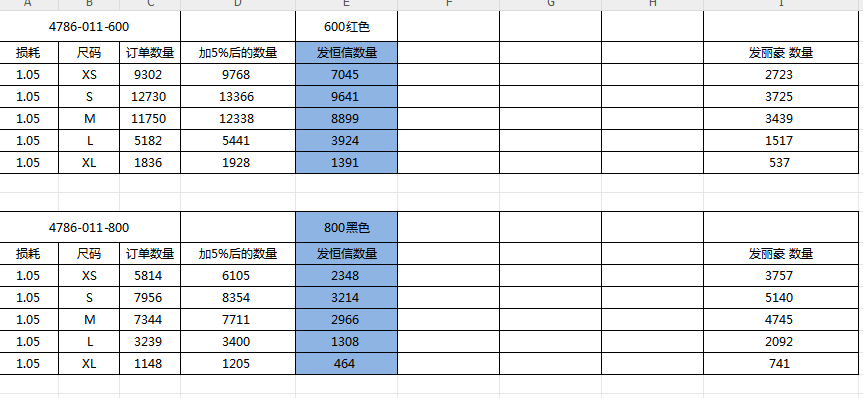 A B C D E F G H I
4786-011-600 600红色
损耗 尺码 订单数量 加5%后的数量 发恒信数量 发丽豪 数量
1.05 XS 9302 9768 7045 2723
1.05 S 12730 13366 9641 3725
1.05 M 11750 12338 8899 3439
1.05 L 5182 5441 3924 1517
1.05 XL 1836 1928 1391 537
4786-011-800 800黑色
损耗 尺码 订单数量 加5%后的数量 发恒信数量 发丽豪 数量
1.05 XS 5814 6105 2348 3757
1.05 S 7956 8354 3214 5140
1.05 M 7344 7711 2966 4745
1.05 L 3239 3400 1308 2092
1.05 XL 1148 1205 464 741